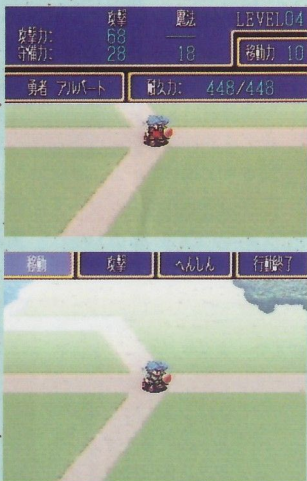 攻撃 魔法 LEVEL04
攻撃力: 68 ――
守備力: 28 18 移動力 10
勇者 アルバート 耐久力: 448/448
移動 攻撃 へんしん 行動終了